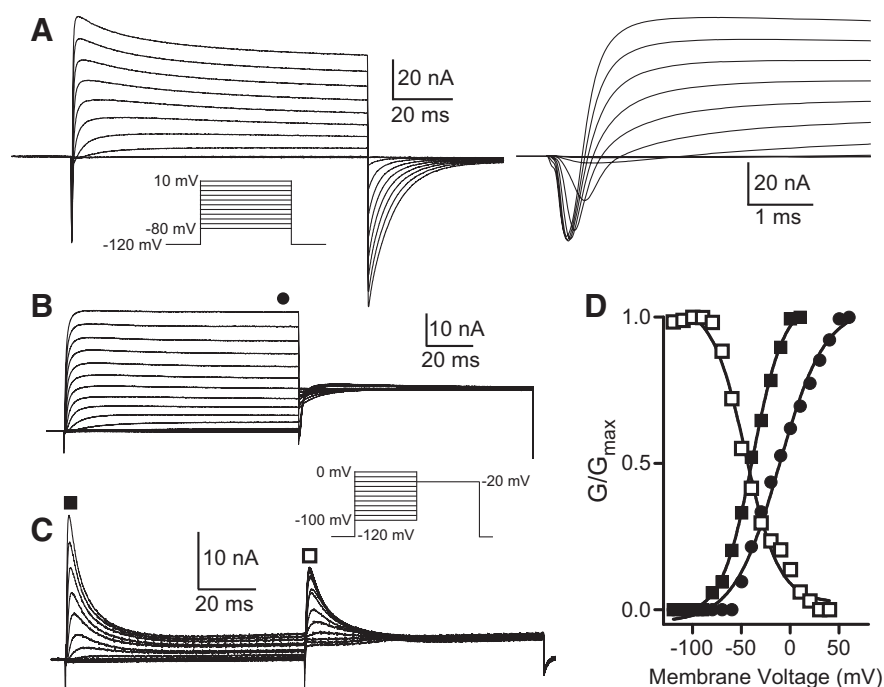 A
20 nA
20 ms
10 mV
-80 mV
-120 mV
20 nA
1 ms
B
10 nA
20 ms
0 mV
-20 mV
-100 mV
-120 mV
C
10 nA
20 ms
D
1.0
0.5
0.0
G/Gmax
-100 -50 0 50
Membrane Voltage (mV)